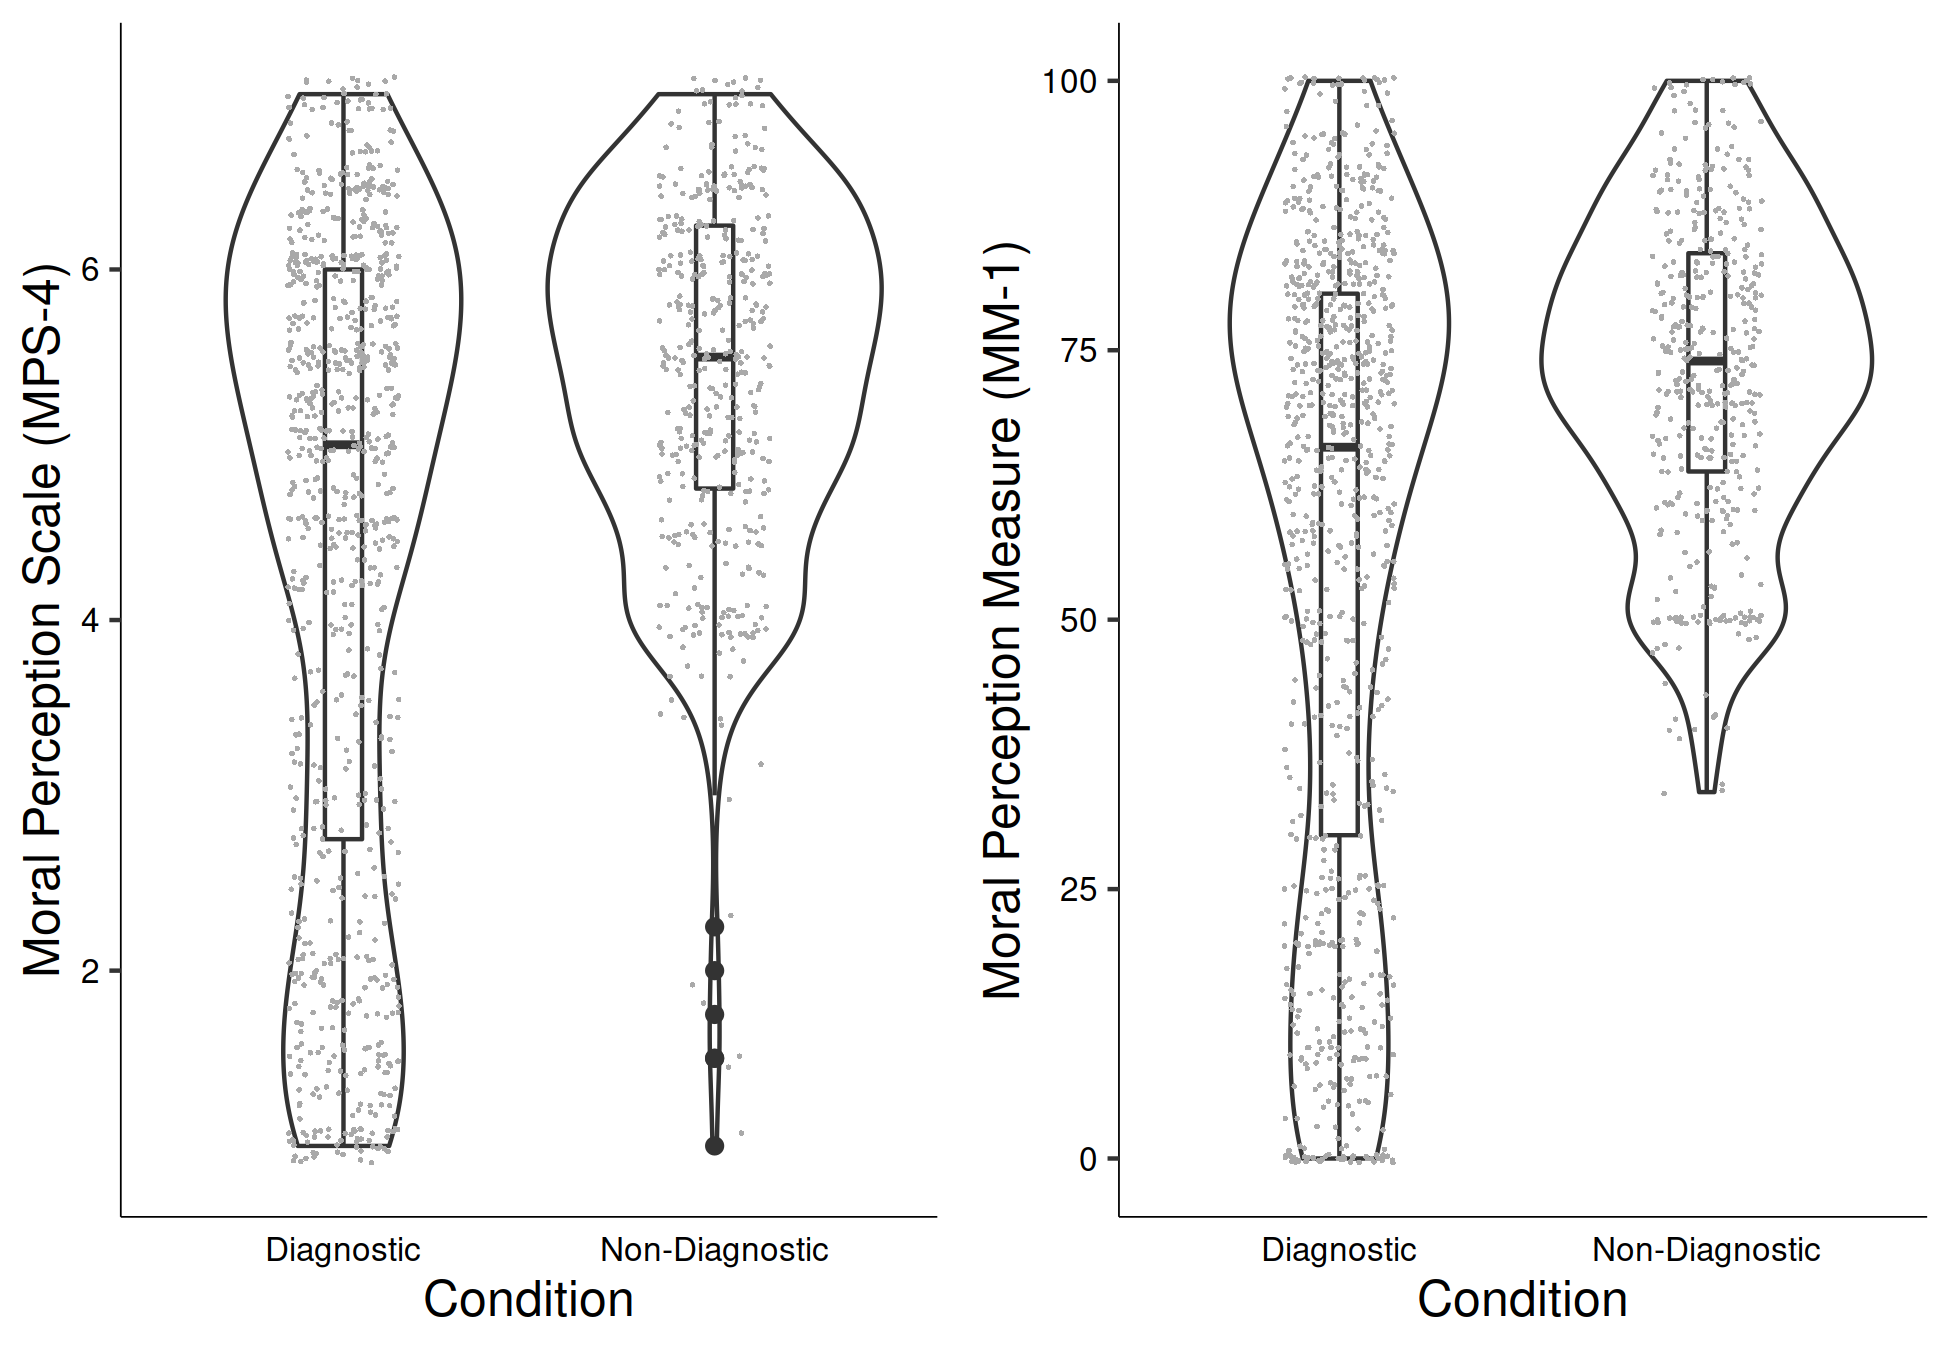 Moral Perception Scale (MPS-4)
6
4
2
Diagnostic
Non-Diagnostic
Condition
Moral Perception Measure (MM-1)
100
75
50
25
0
Diagnostic
Non-Diagnostic
Condition